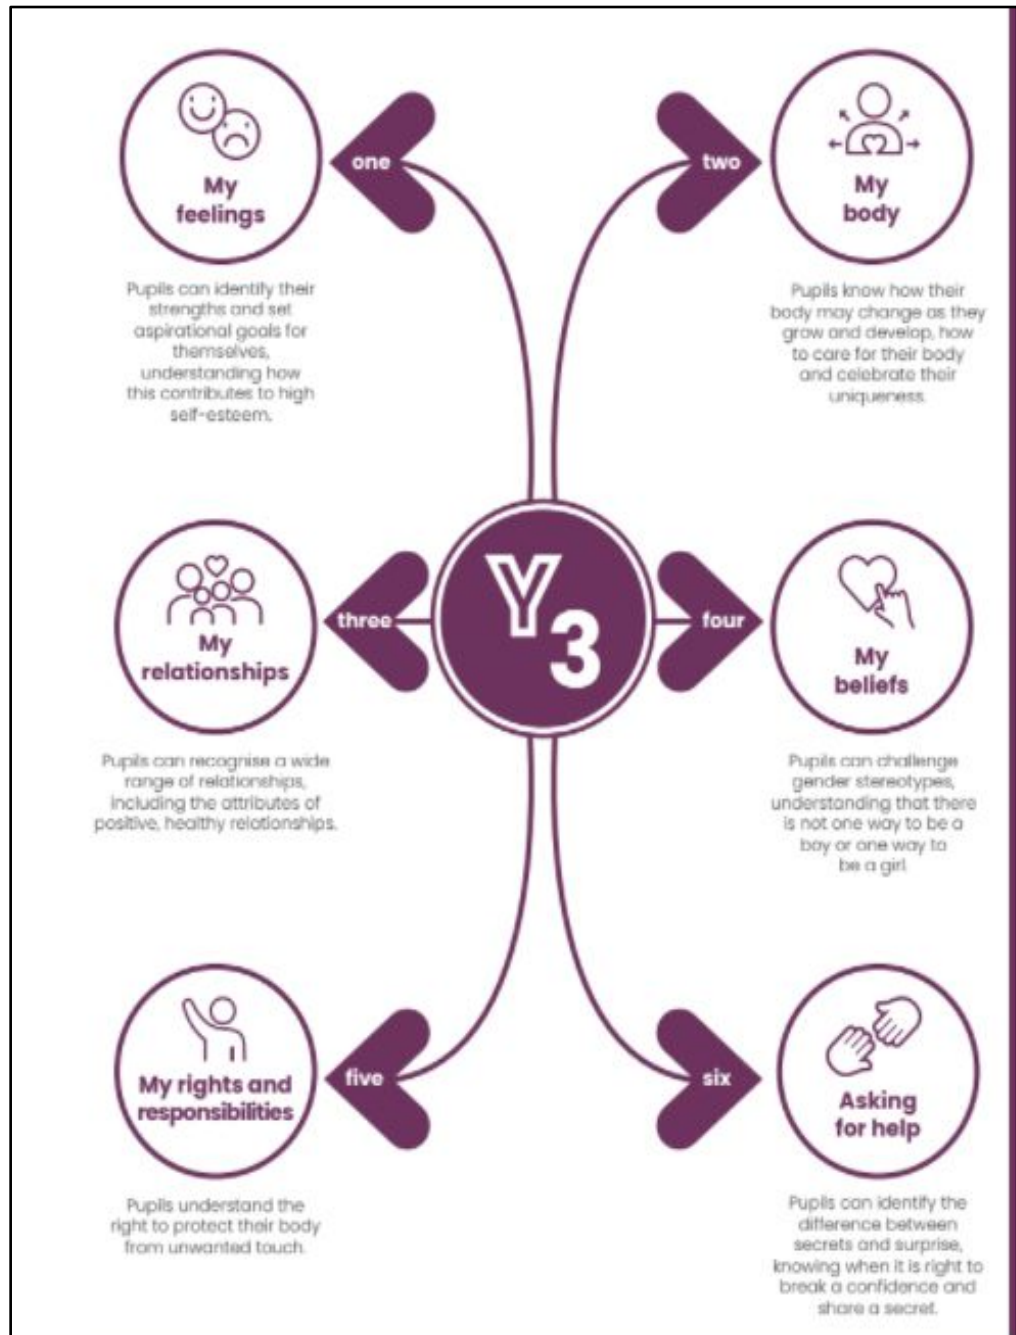 one
My
feelings
Pupils can identify their
strengths and set
aspirational goals for
themselves,
understanding how
this contributes to high
self-esteem.
two
My
body
Pupils know how their
body may change as they
grow and develop, how
to care for their body
and celebrate their
uniqueness.
Y3
three
My
relationships
Pupils can recognise a wide
range of relationships,
including the attributes of
positive, healthy relationships.
four
My
beliefs
Pupils can challenge
gender stereotypes,
understanding that there
is not one way to be a
boy or one way to
be a girl
five
My rights and
responsibilities
Pupils understand the
right to protect their body
from unwanted touch.
six
Asking
for help
Pupils can identify the
difference between
secrets and surprise,
knowing when it is right to
break a confidence and
share a secret.